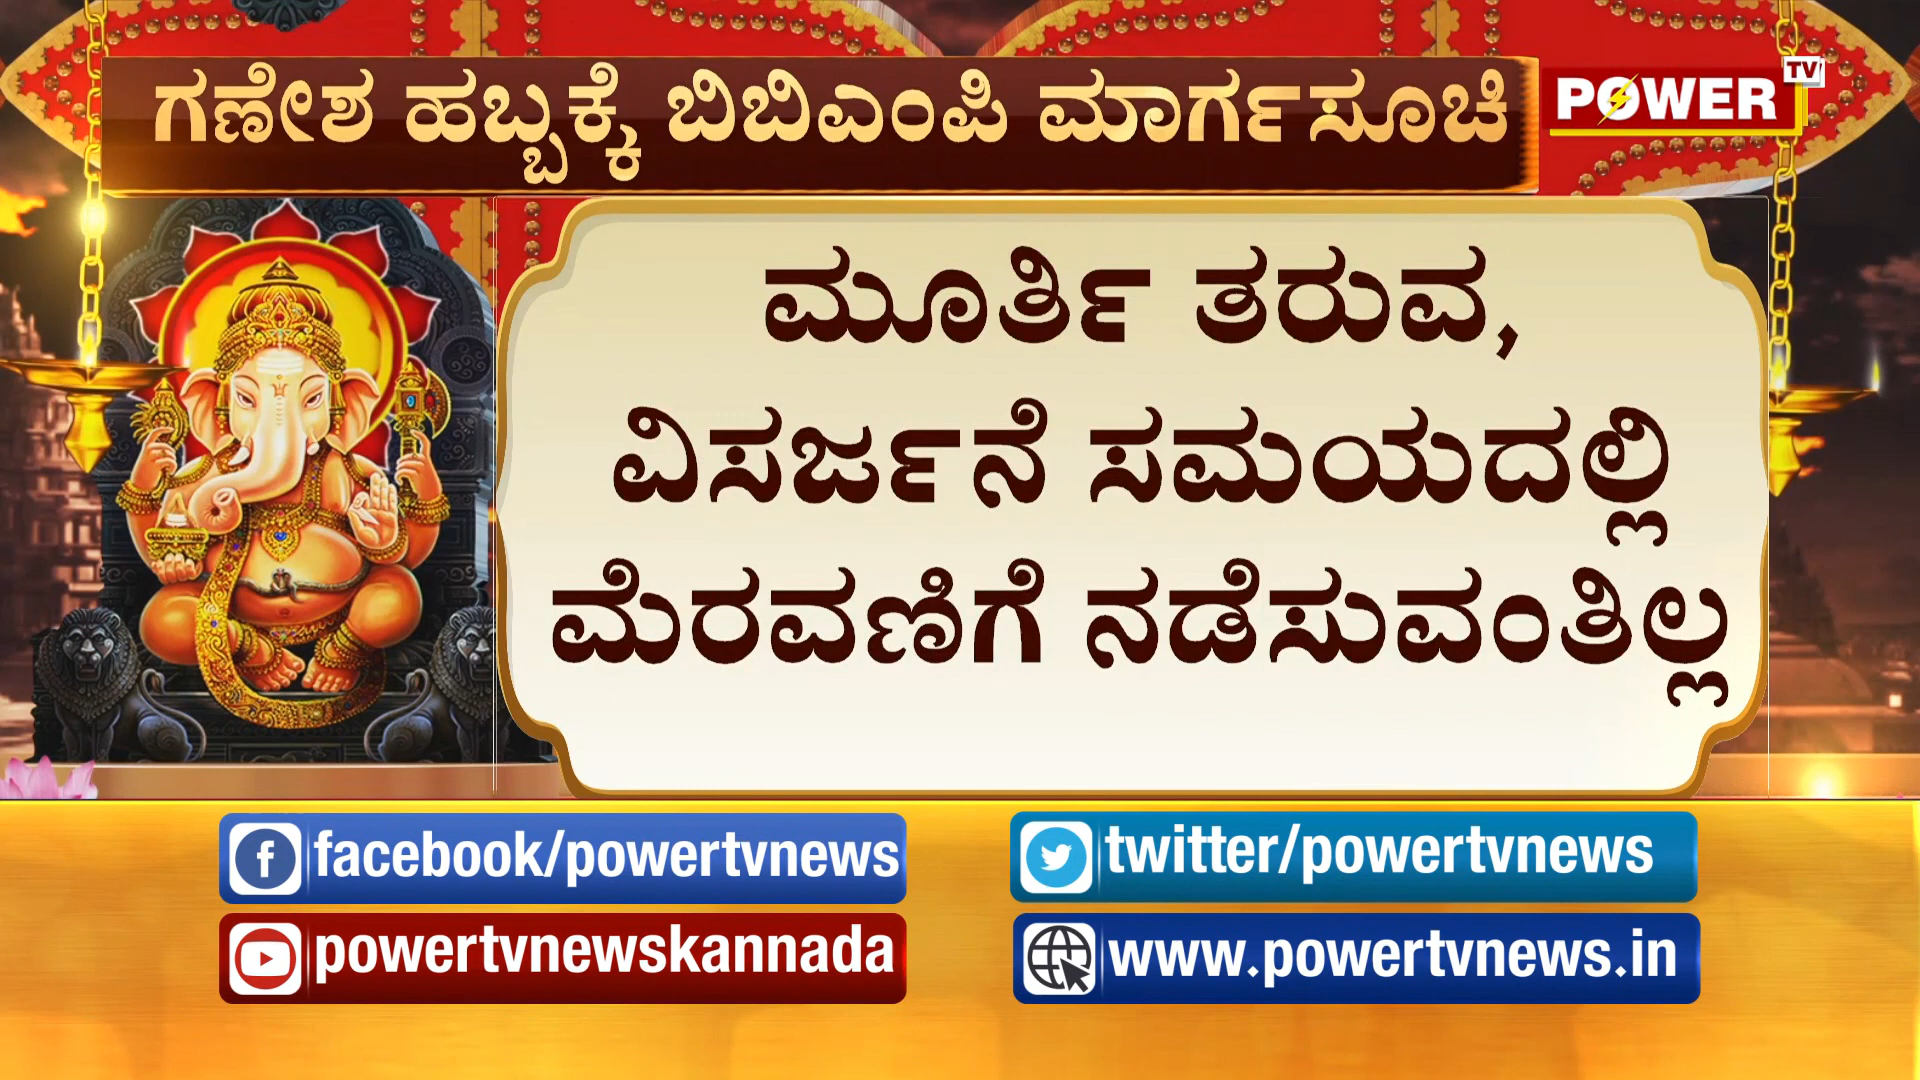 ಗಣೇಶ ಹಬ್ಬಕ್ಕೆ ಬಿಬಿಎಂಪಿ ಮಾರ್ಗಸೂಚಿ
POWER TV
ಮೂರ್ತಿ ತರುವ,
ವಿಸರ್ಜನೆ ಸಮಯದಲ್ಲಿ
ಮೆರವಣಿಗೆ ನಡೆಸುವಂತಿಲ್ಲ
facebook/powertvnews
twitter/powertvnews
powertvnewskannada
www.powertvnews.in